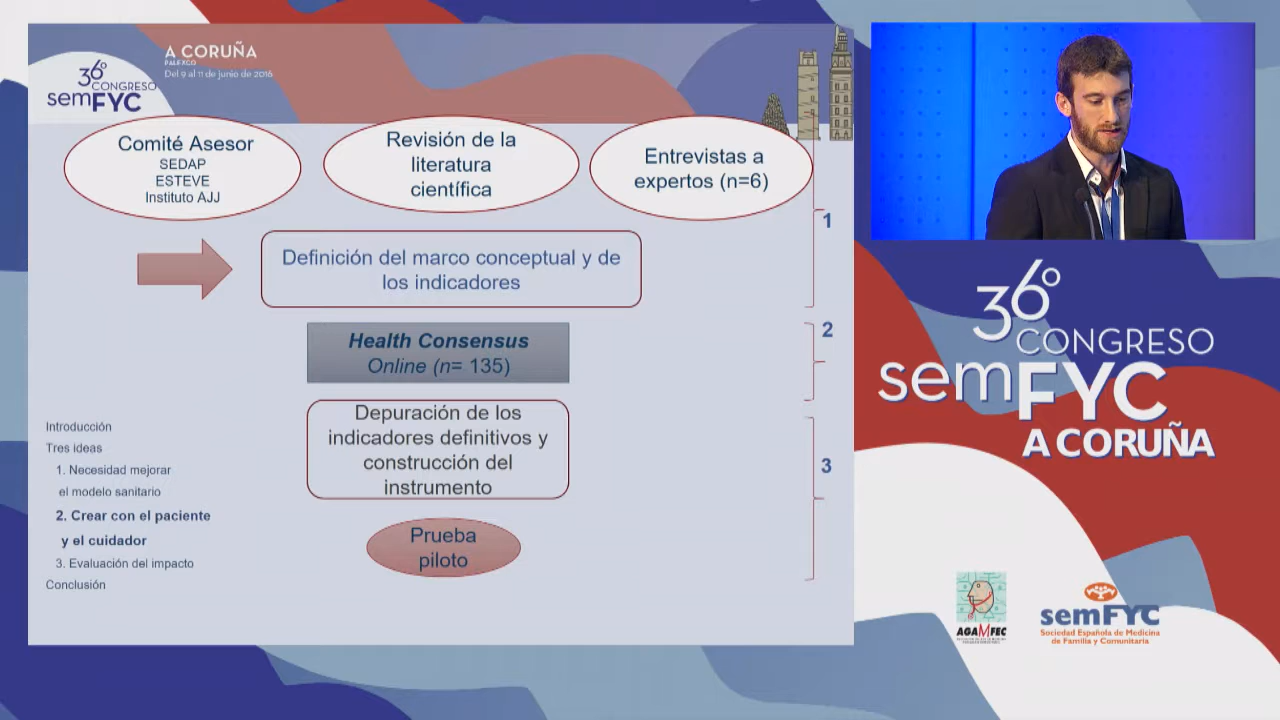 A CORUÑA
PALEXCO
Del 9 al 11 de junio de 2016
36º
CONGRESO
semFYC
Comité Asesor
SEDAP
ESTEVE
Instituto AJJ
Revisión de la
literatura
científica
Entrevistas a
expertos (n=6)
1
Definición del marco conceptual y de
los indicadores
2
Health Consensus
Online (n= 135)
Depuración de los
indicadores definitivos y
construcción del
instrumento
3
Prueba
piloto
Introducción
Tres ideas
1. Necesidad mejorar
el modelo sanitario
2. Crear con el paciente
y el cuidador
3. Evaluación del impacto
Conclusión
36º
CONGRESO
semFYC
A CORUÑA
AGAMFEC
semFYC
Sociedad Española de Medicina
de Familia y Comunitaria